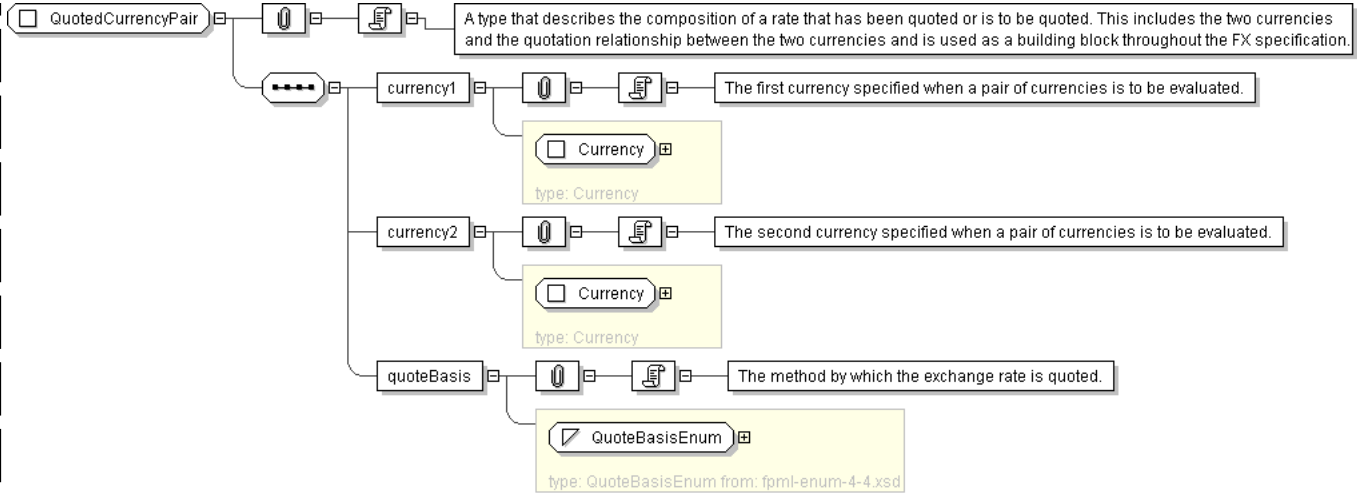 QuotedCurrencyPair
A type that describes the composition of a rate that has been quoted or is to be quoted. This includes the two currencies
and the quotation relationship between the two currencies and is used as a building block throughout the FX specification.
currency1
The first currency specified when a pair of currencies is to be evaluated.
Currency
type: Currency
currency2
The second currency specified when a pair of currencies is to be evaluated.
Currency
type: Currency
quoteBasis
The method by which the exchange rate is quoted.
QuoteBasisEnum
type: QuoteBasisEnum from: fpml-enum-4-4.xsd